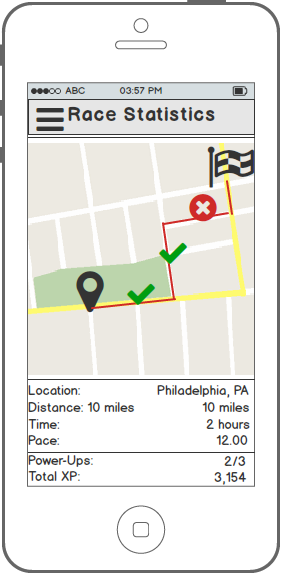 ABC 03:57 PM
Race Statistics
Location: Philadelphia, PA
Distance: 10 miles 10 miles
Time: 2 hours
Pace: 12.00
Power-Ups: 2/3
Total XP: 3,154